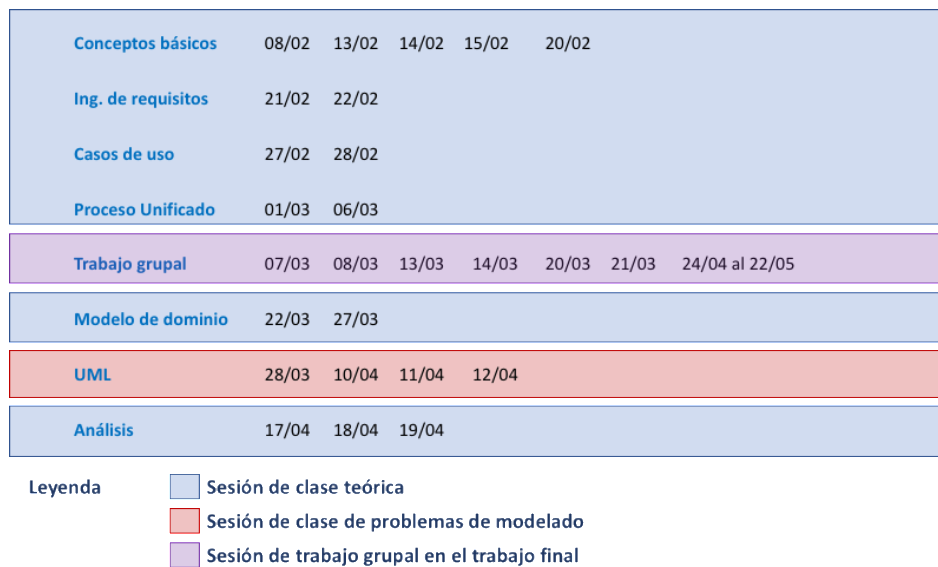 Conceptos básicos 08/02 13/02 14/02 15/02 20/02
Ing. de requisitos 21/02 22/02
Casos de uso 27/02 28/02
Proceso Unificado 01/03 06/03
Trabajo grupal 07/03 08/03 13/03 14/03 20/03 21/03 24/04 al 22/05
Modelo de dominio 22/03 27/03
UML 28/03 10/04 11/04 12/04
Análisis 17/04 18/04 19/04
Leyenda Sesión de clase teórica
Sesión de clase de problemas de modelado
Sesión de trabajo grupal en el trabajo final